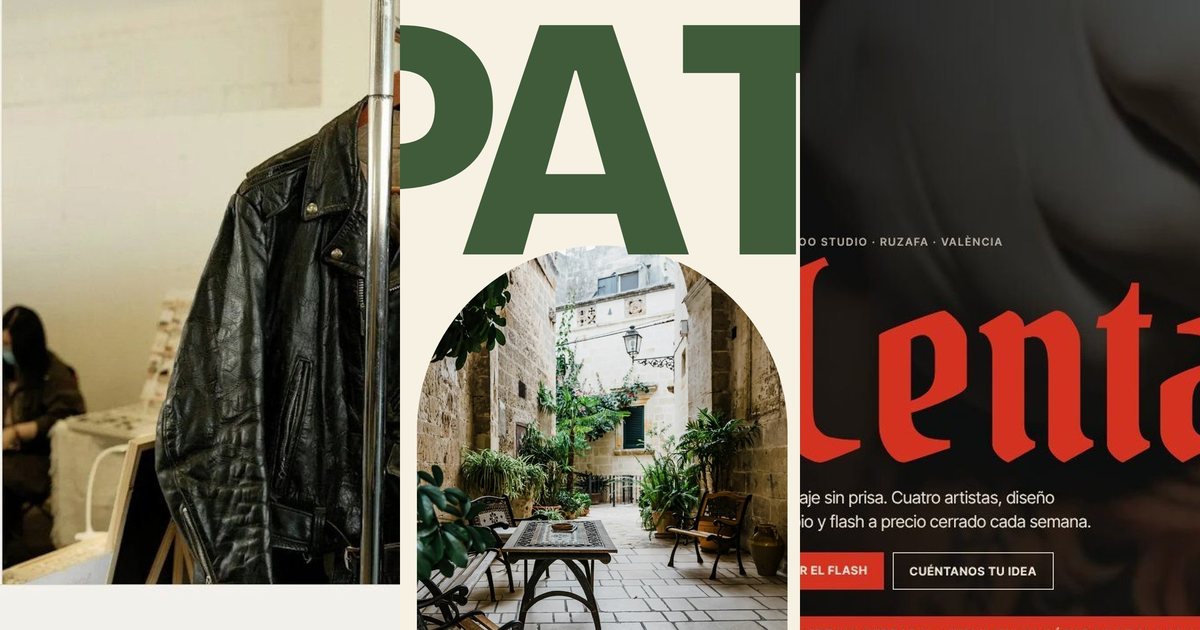 PAT
OO STUDIO · RUZAFA · VALÈNCIA
lenta
aje sin prisa. Cuatro artistas, diseño
io y flash a precio cerrado cada semana.
R EL FLASH
CUÉNTANOS TU IDEA